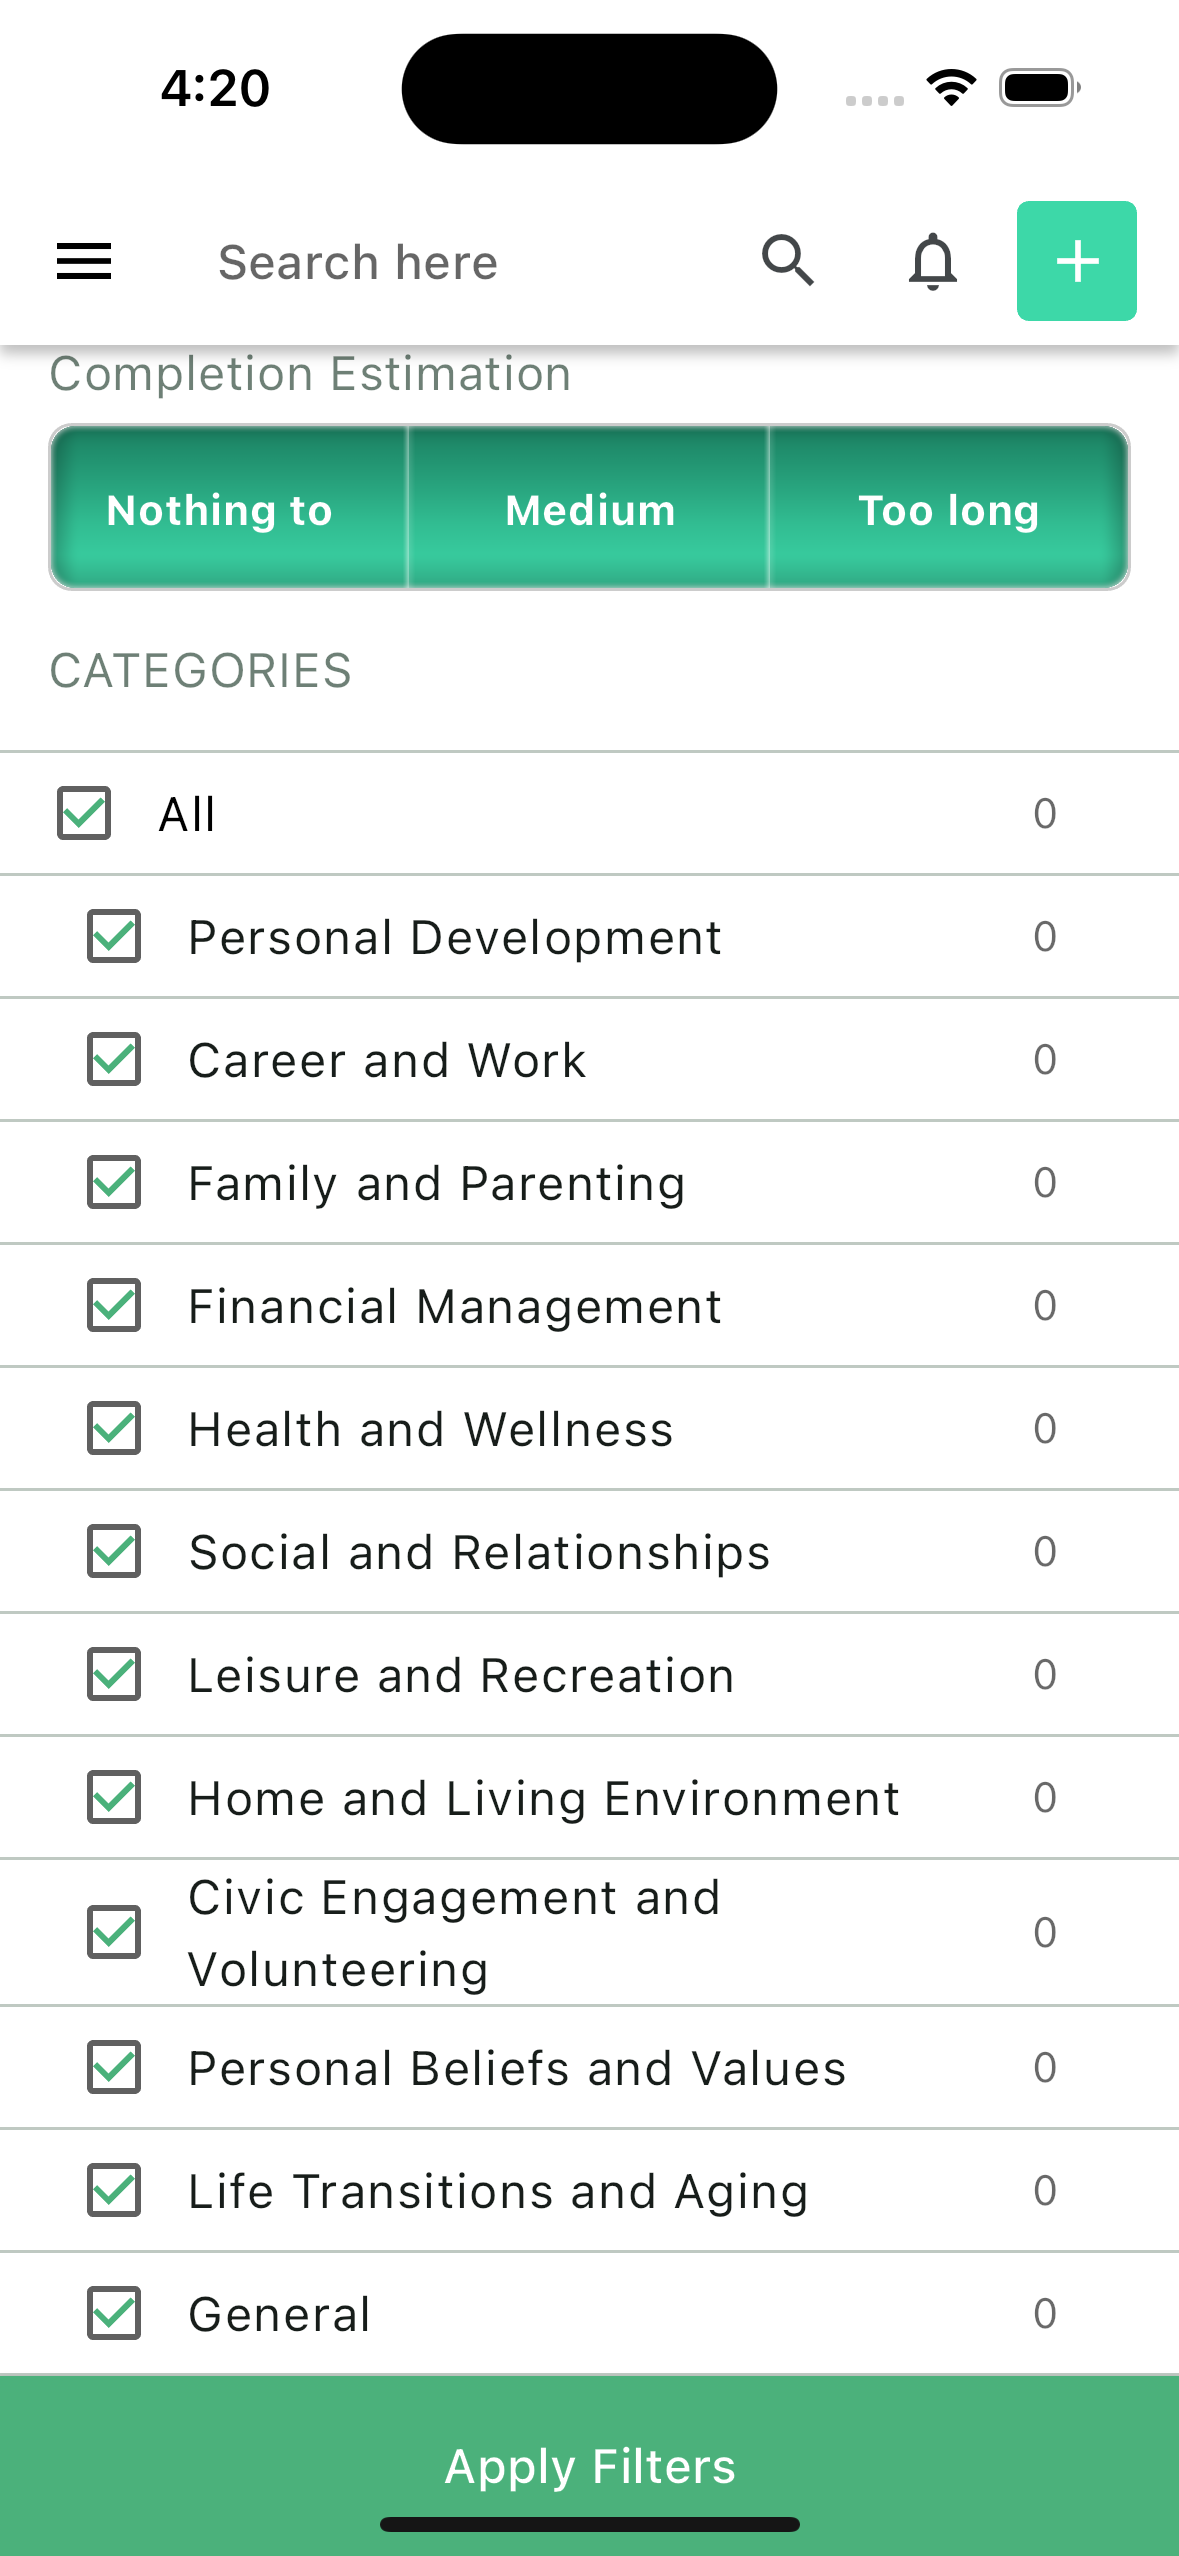 4:20
Search here
Completion Estimation
Nothing to
Medium
Too long
CATEGORIES
All 0
Personal Development 0
Career and Work 0
Family and Parenting 0
Financial Management 0
Health and Wellness 0
Social and Relationships 0
Leisure and Recreation 0
Home and Living Environment 0
Civic Engagement and
Volunteering 0
Personal Beliefs and Values 0
Life Transitions and Aging 0
General 0
Apply Filters